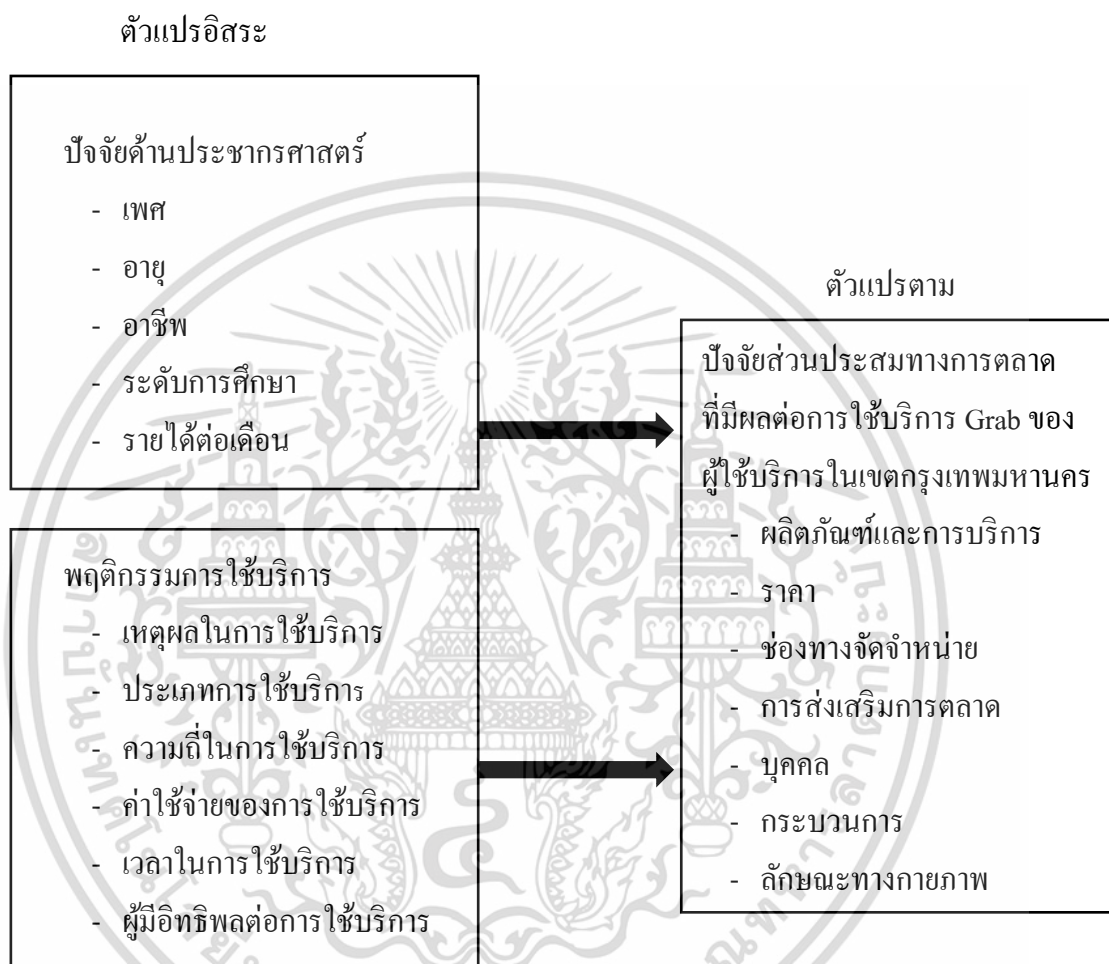 ตัวแปรอิสระ
ปัจจัยด้านประชากรศาสตร์
- เพศ
- อายุ
- อาชีพ
- ระดับการศึกษา
- รายได้ต่อเดือน
พฤติกรรมการใช้บริการ
- เหตุผลในการใช้บริการ
- ประเภทการใช้บริการ
- ความถี่ในการใช้บริการ
- ค่าใช้จ่ายของการใช้บริการ
- เวลาในการใช้บริการ
- ผู้มีอิทธิพลต่อการใช้บริการ
ตัวแปรตาม
ปัจจัยส่วนประสมทางการตลาด
ที่มีผลต่อการใช้บริการ Grab ของ
ผู้ใช้บริการในเขตกรุงเทพมหานคร
- ผลิตภัณฑ์และการบริการ
- ราคา
- ช่องทางจัดจำหน่าย
- การส่งเสริมการตลาด
- บุคคล
- กระบวนการ
- ลักษณะทางกายภาพ